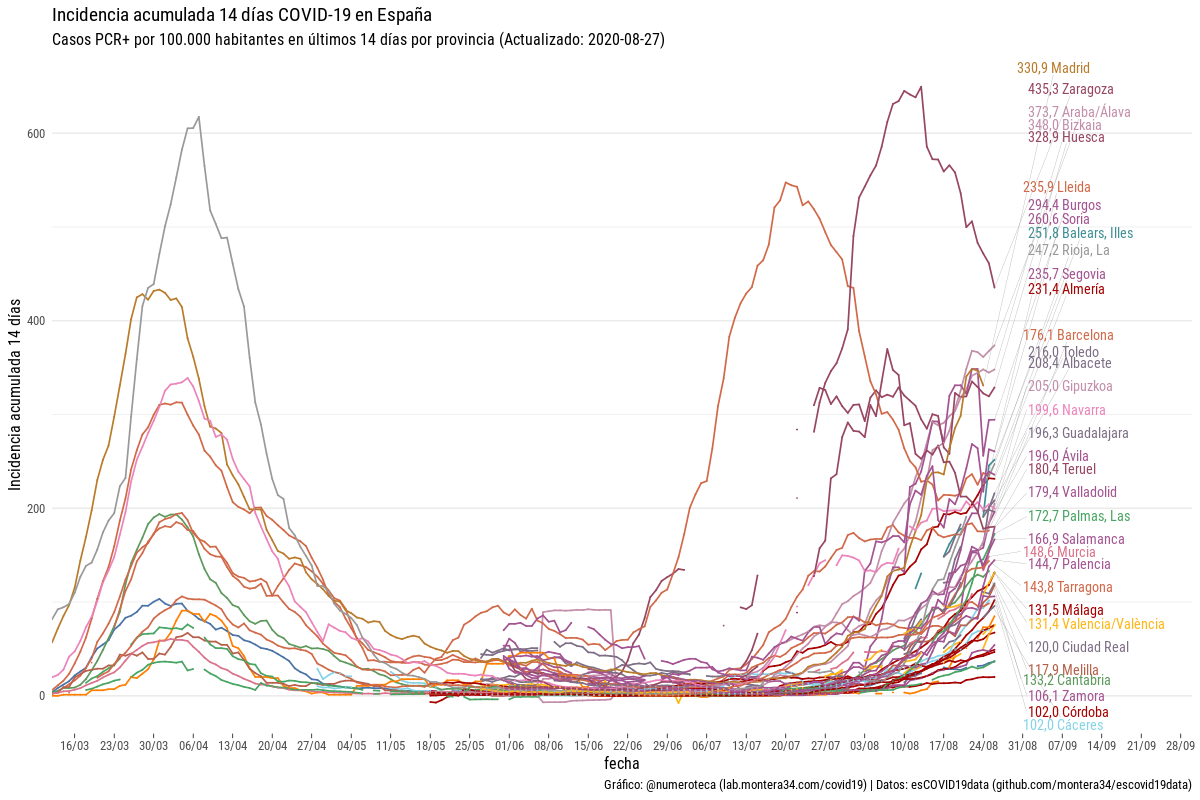 Incidencia acumulada 14 días COVID-19 en España
Casos PCR+ por 100.000 habitantes en últimos 14 días por provincia (Actualizado: 2020-08-27)
330,9 Madrid
435,3 Zaragoza
373,7 Araba/Álava
348,0 Bizkaia
328,9 Huesca
235,9 Lleida
294,4 Burgos
260,6 Soria
251,8 Balears, Illes
247,2 Rioja, La
235,7 Segovia
231,4 Almería
176,1 Barcelona
216,0 Toledo
208,4 Albacete
205,0 Gipuzkoa
199,6 Navarra
196,3 Guadalajara
196,0 Ávila
180,4 Teruel
179,4 Valladolid
172,7 Palmas, Las
166,9 Salamanca
148,6 Murcia
144,7 Palencia
143,8 Tarragona
131,5 Málaga
131,4 Valencia/València
120,0 Ciudad Real
117,9 Melilla
133,2 Cantabria
106,1 Zamora
102,0 Córdoba
102,0 Cáceres
Incidencia acumulada 14 días
600
400
200
0
16/03 23/03 30/03 06/04 13/04 20/04 27/04 04/05 11/05 18/05 25/05 01/06 08/06 15/06 22/06 29/06 06/07 13/07 20/07 27/07 03/08 10/08 17/08 24/08 31/08 07/09 14/09 21/09 28/09
fecha
Gráfico: @numeroteca (lab.montera34.com/covid19) | Datos: esCOVID19data (github.com/montera34/escovid19data)